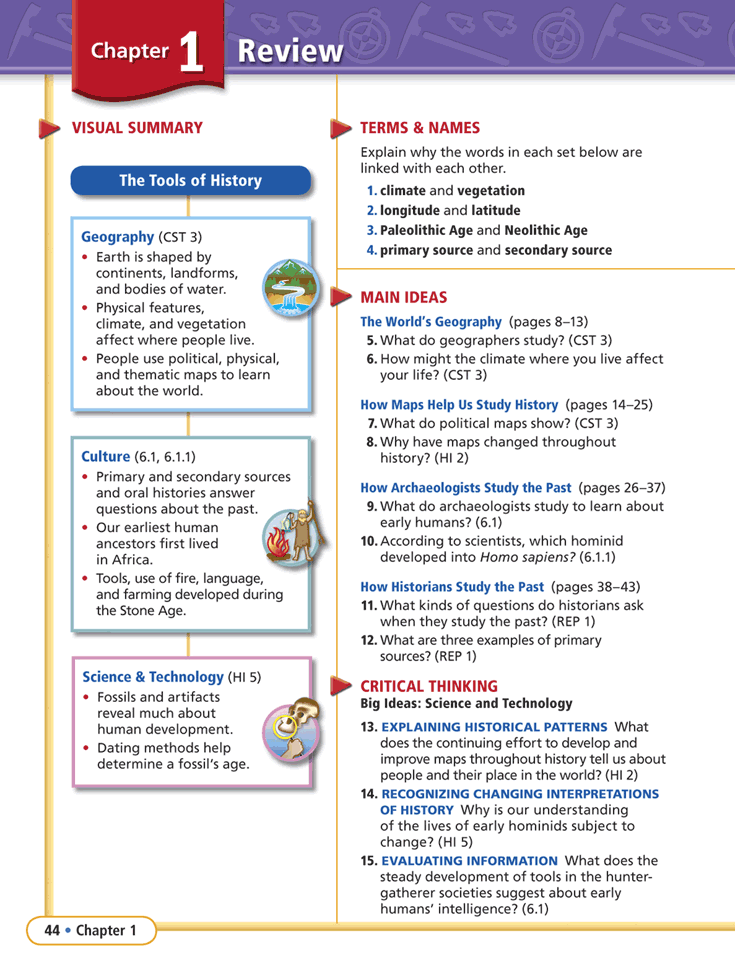 Chapter 1 Review
VISUAL SUMMARY
The Tools of History
Geography (CST 3)
• Earth is shaped by
continents, landforms,
and bodies of water.
• Physical features,
climate, and vegetation
affect where people live.
• People use political, physical,
and thematic maps to learn
about the world.
Culture (6.1, 6.1.1)
• Primary and secondary sources
and oral histories answer
questions about the past.
• Our earliest human
ancestors first lived
in Africa.
• Tools, use of fire, language,
and farming developed during
the Stone Age.
Science & Technology (HI 5)
• Fossils and artifacts
reveal much about
human development.
• Dating methods help
determine a fossil's age.
TERMS & NAMES
Explain why the words in each set below are
linked with each other.
1. climate and vegetation
2. longitude and latitude
3. Paleolithic Age and Neolithic Age
4. primary source and secondary source
MAIN IDEAS
The World's Geography (pages 8–13)
5. What do geographers study? (CST 3)
6. How might the climate where you live affect
your life? (CST 3)
How Maps Help Us Study History (pages 14–25)
7. What do political maps show? (CST 3)
8. Why have maps changed throughout
history? (HI 2)
How Archaeologists Study the Past (pages 26–37)
9. What do archaeologists study to learn about
early humans? (6.1)
10. According to scientists, which hominid
developed into Homo sapiens? (6.1.1)
How Historians Study the Past (pages 38–43)
11. What kinds of questions do historians ask
when they study the past? (REP 1)
12. What are three examples of primary
sources? (REP 1)
CRITICAL THINKING
Big Ideas: Science and Technology
13. EXPLAINING HISTORICAL PATTERNS What
does the continuing effort to develop and
improve maps throughout history tell us about
people and their place in the world? (HI 2)
14. RECOGNIZING CHANGING INTERPRETATIONS
OF HISTORY Why is our understanding
of the lives of early hominids subject to
change? (HI 5)
15. EVALUATING INFORMATION What does the
steady development of tools in the hunter-
gatherer societies suggest about early
humans' intelligence? (6.1)
44 • Chapter 1